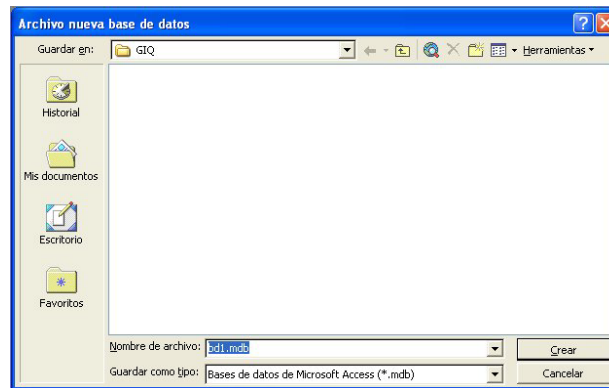 Archivo nueva base de datos
Guardar en: GIQ Herramientas
Historial
Mis documentos
Escritorio
Favoritos
Nombre de archivo: bd1.mdb Crear
Guardar como tipo: Bases de datos de Microsoft Access (*.mdb) Cancelar